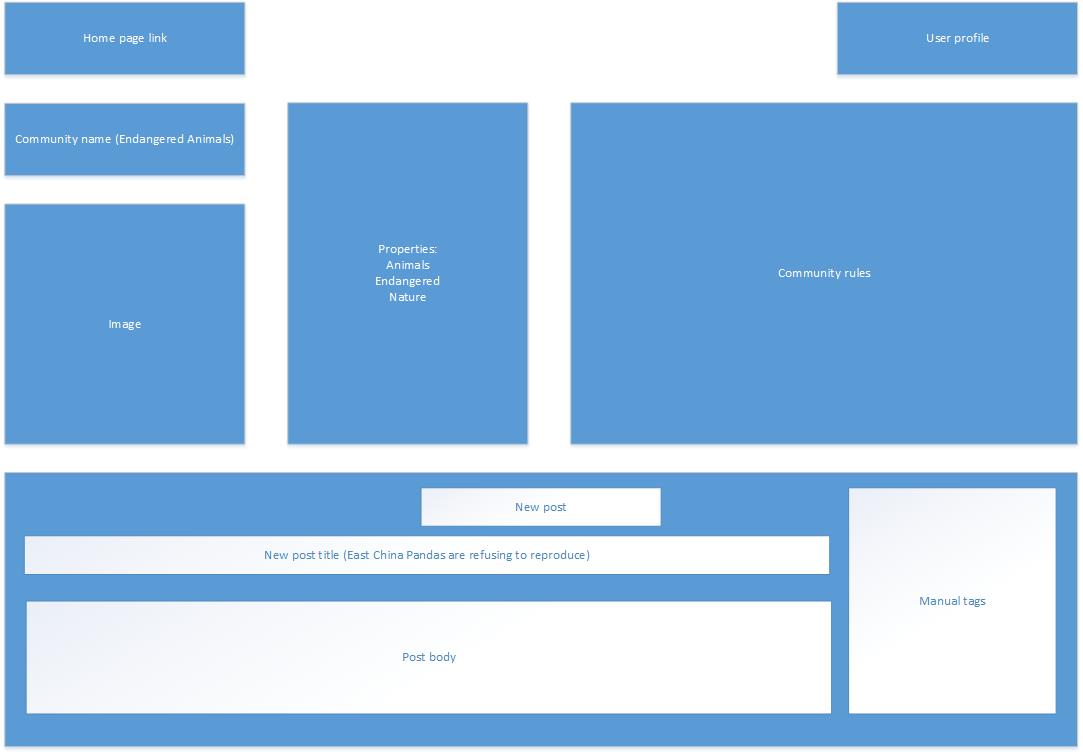 Home page link
User profile
Community name (Endangered Animals)
Image
Properties:
Animals
Endangered
Nature
Community rules
New post
New post title (East China Pandas are refusing to reproduce)
Post body
Manual tags